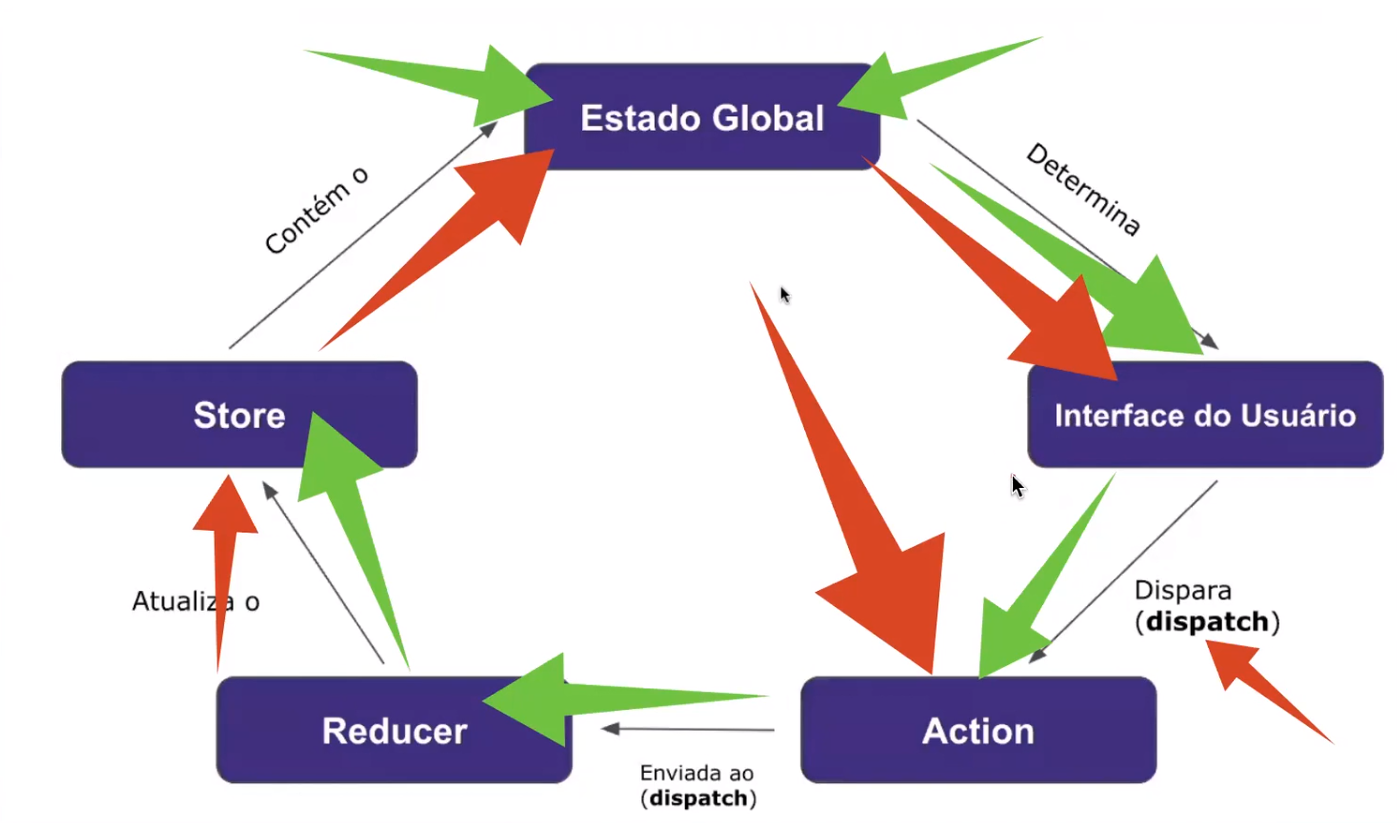 Estado Global
Contém o
Determina
Store
Interface do Usuário
Atualiza o
Dispara
(dispatch)
Reducer
Action
Enviada ao
(dispatch)